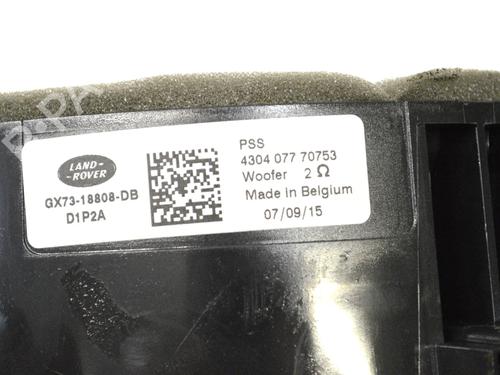 LAND-
ROVER
GX73-18808-DB
D1P2A
PSS
4304 077 70753
Woofer 2 Ω
Made in Belgium
07/09/15